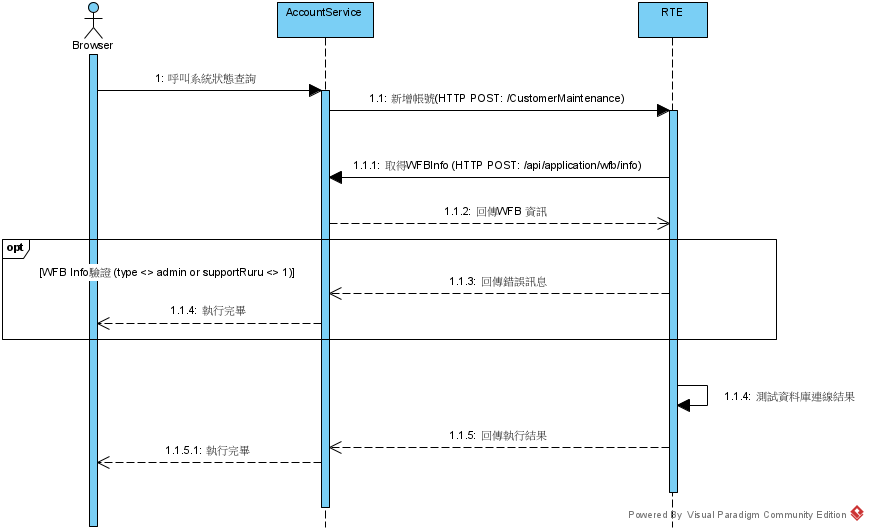 Browser
AccountService
RTE
1: 呼叫系統狀態查詢
1.1: 新增帳號(HTTP POST: /CustomerMaintenance)
1.1.1: 取得WFBInfo (HTTP POST: /api/application/wfb/info)
1.1.2: 回傳WFB 資訊
opt
[WFB Info驗證 (type <> admin or supportRuru <> 1)]
1.1.3: 回傳錯誤訊息
1.1.4: 執行完畢
1.1.4: 測試資料庫連線結果
1.1.5: 回傳執行結果
1.1.5.1: 執行完畢
Powered By Visual Paradigm Community Edition